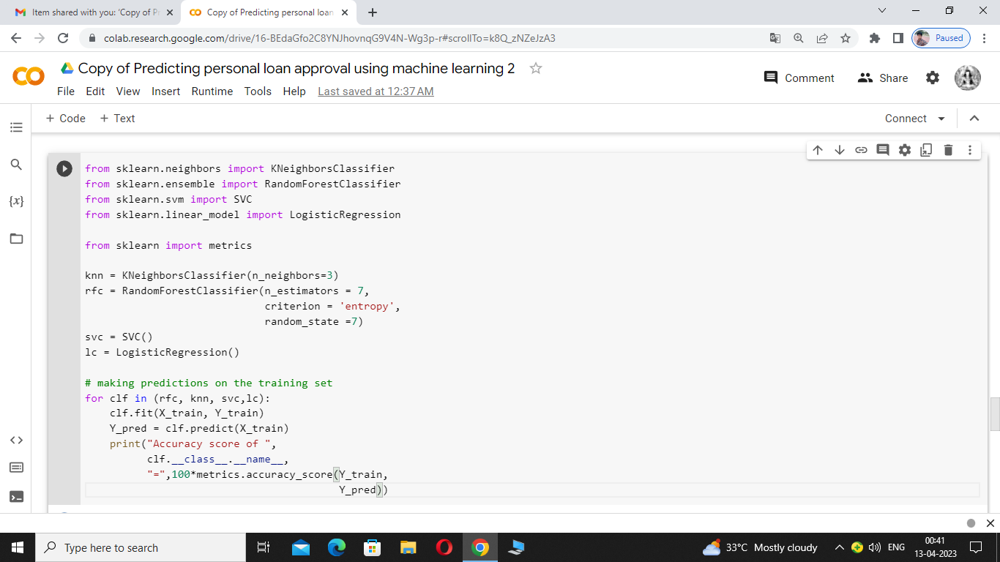 Item shared with you: 'Copy of Pr
Copy of Predicting personal loan
colab.research.google.com/drive/16-BEdaGfo2C8YNJhovnqG9V4N-Wg3p-r#scrollTo=k8Q_zNZeJzA3
Paused
Copy of Predicting personal loan approval using machine learning 2
Comment
Share
File Edit View Insert Runtime Tools Help Last saved at 12:37 AM
+ Code + Text
Connect
from sklearn.neighbors import KNeighborsClassifier
from sklearn.ensemble import RandomForestClassifier
from sklearn.svm import SVC
from sklearn.linear_model import LogisticRegression
from sklearn import metrics
knn = KNeighborsClassifier(n_neighbors=3)
rfc = RandomForestClassifier(n_estimators = 7,
criterion = 'entropy',
random_state =7)
svc = SVC()
lc = LogisticRegression()
# making predictions on the training set
for clf in (rfc, knn, svc,lc):
clf.fit(X_train, Y_train)
Y_pred = clf.predict(X_train)
print("Accuracy score of ",
clf.__class__.__name__,
"=",100*metrics.accuracy_score(Y_train,
Y_pred))
{x}
Type here to search
33°C Mostly cloudy
ENG
00:41
13-04-2023